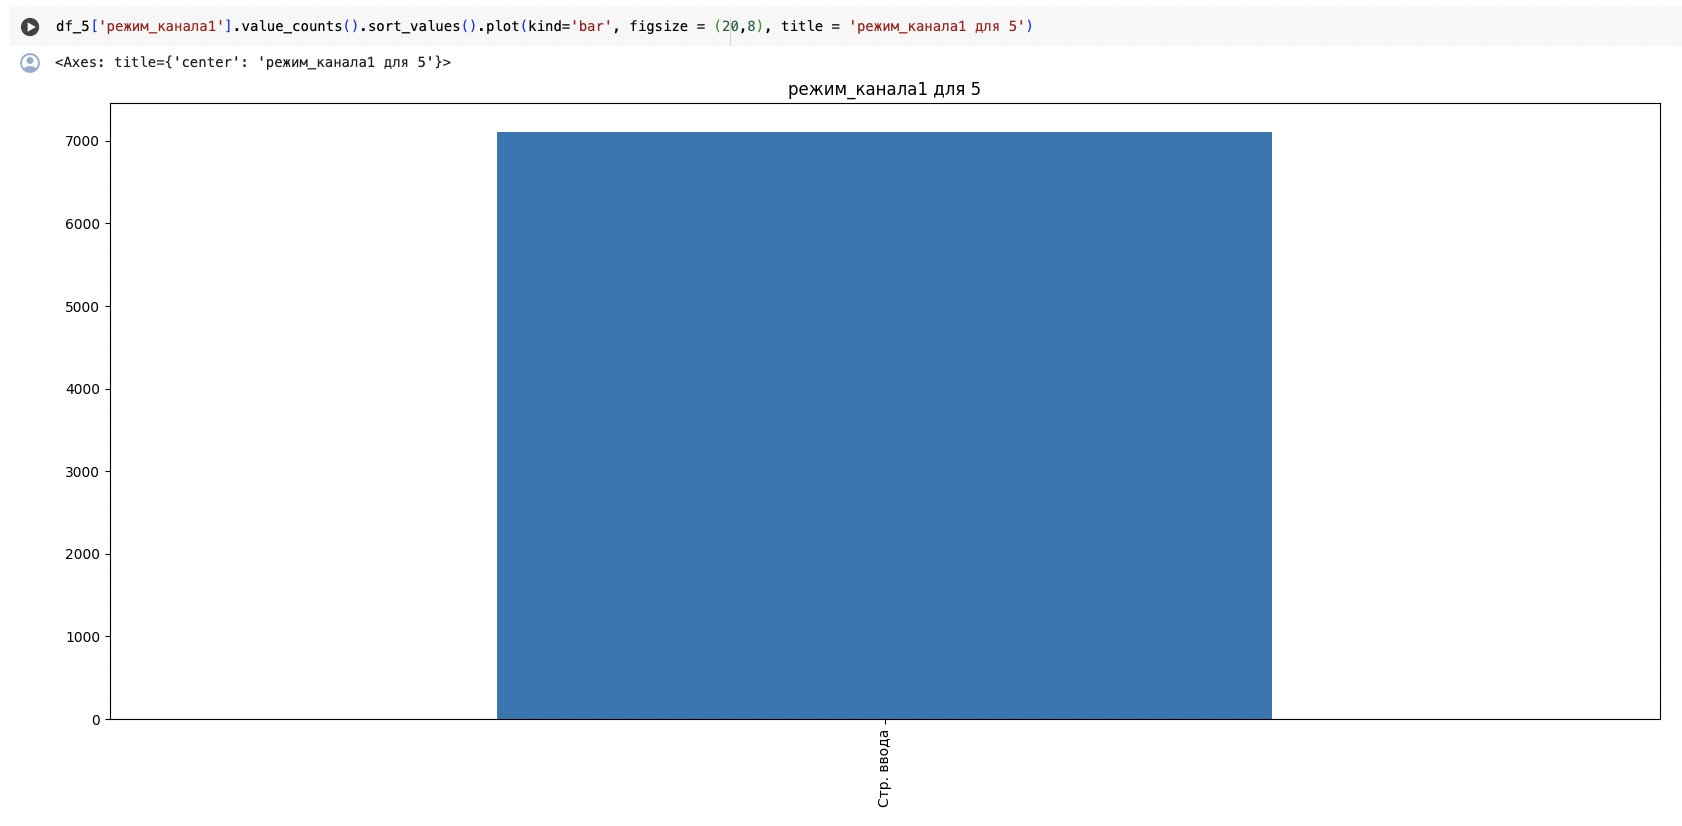 df_5['режим_канала1'].value_counts().sort_values().plot(kind='bar', figsize = (20,8), title = 'режим_канала1 для 5')
<Axes: title={'center': 'режим_канала1 для 5'}>
режим_канала1 для 5
7000
6000
5000
4000
3000
2000
1000
0
Стр. ввода